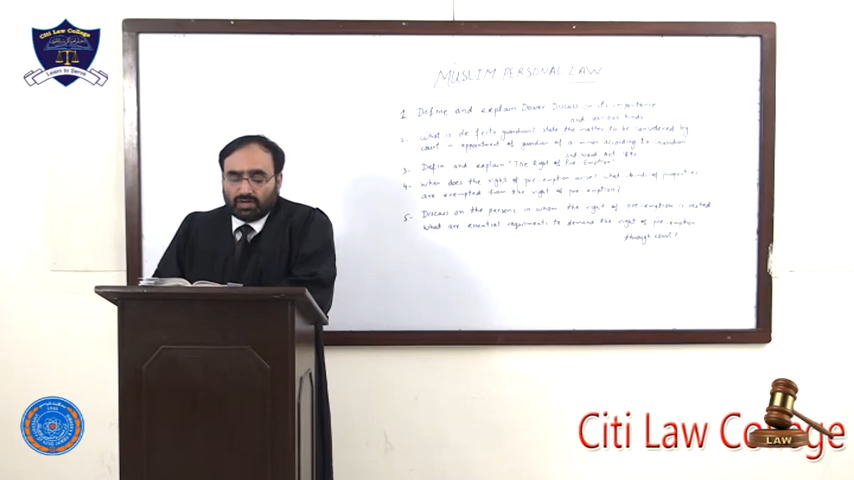 Citi Law College
Learn to Serve
MUSLIM PERSONAL LAW
1 Define and explain Dower Discuss in its importance
and various kinds
2- What is de facto guardian? State the matter to be considered by
court in appointment of guardian of a minor according to Guardian
and Ward Act 1890
3- Define and explain "The Right of Pre Emption"
4- When does the right of pre-emption arise? What kinds of properties
are exempted from the right of pre emption?
5- Discuss on the persons in whom the right of pre-emption is vested
What are essential requirments to demand the right of pre-emption
through court?
Citi Law College
LAW